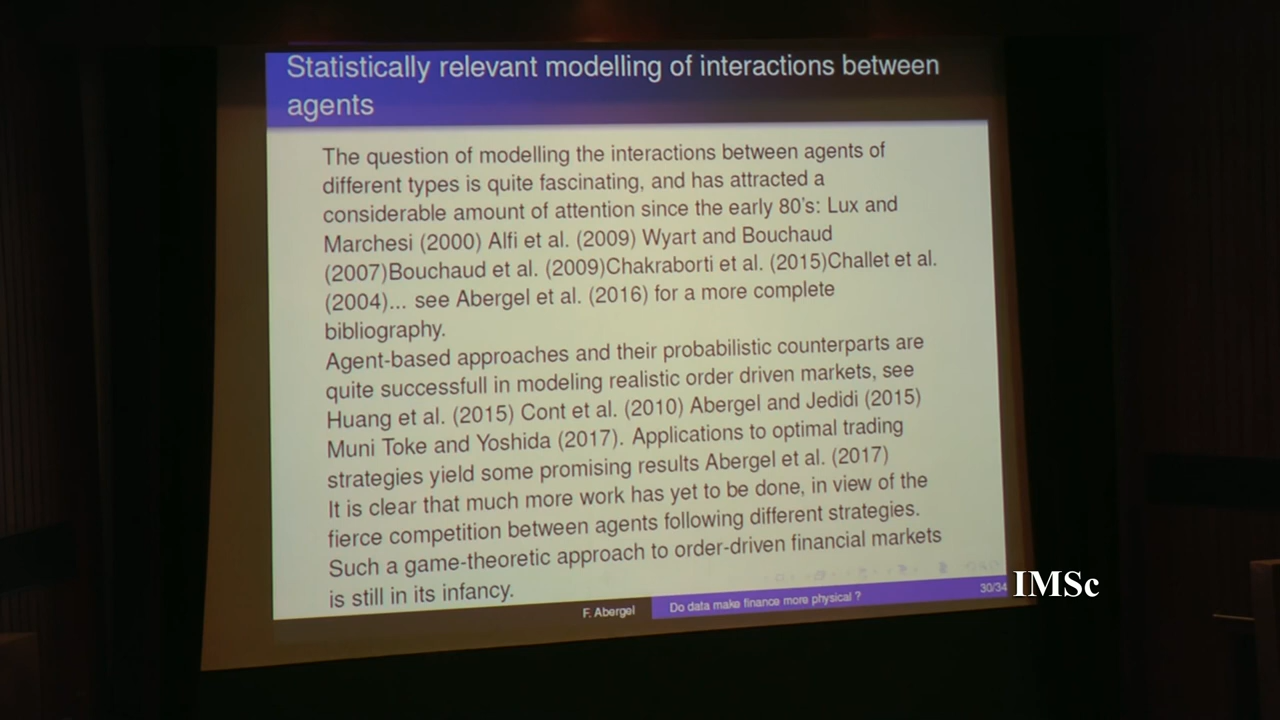 Statistically relevant modelling of interactions between
agents
The question of modelling the interactions between agents of
different types is quite fascinating, and has attracted a
considerable amount of attention since the early 80's: Lux and
Marchesi (2000) Alfi et al. (2009) Wyart and Bouchaud
(2007)Bouchaud et al. (2009)Chakraborti et al. (2015)Challet et al.
(2004)... see Abergel et al. (2016) for a more complete
bibliography.
Agent-based approaches and their probabilistic counterparts are
quite successfull in modeling realistic order driven markets, see
Huang et al. (2015) Cont et al. (2010) Abergel and Jedidi (2015)
Muni Toke and Yoshida (2017). Applications to optimal trading
strategies yield some promising results Abergel et al. (2017)
It is clear that much more work has yet to be done, in view of the
fierce competition between agents following different strategies.
Such a game-theoretic approach to order-driven financial markets
is still in its infancy.
F. Abergel
Do data make finance more physical ?
30/34
IMSc